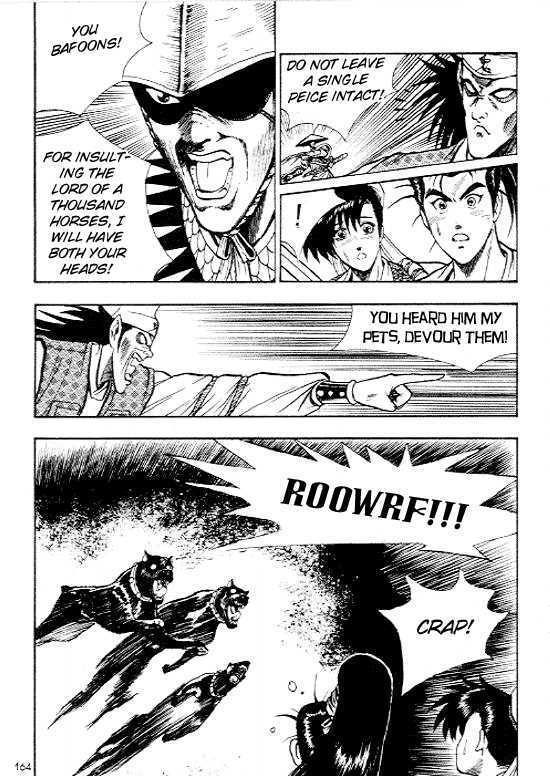 YOU
BAFOONS!
FOR INSULT-
ING THE
LORD OF A
THOUSAND
HORSES, I
WILL HAVE
BOTH YOUR
HEADS!
DO NOT LEAVE
A SINGLE
PEICE INTACT!
!
YOU HEARD HIM MY
PETS, DEVOUR THEM!
ROOWRF!!!
CRAP!
164